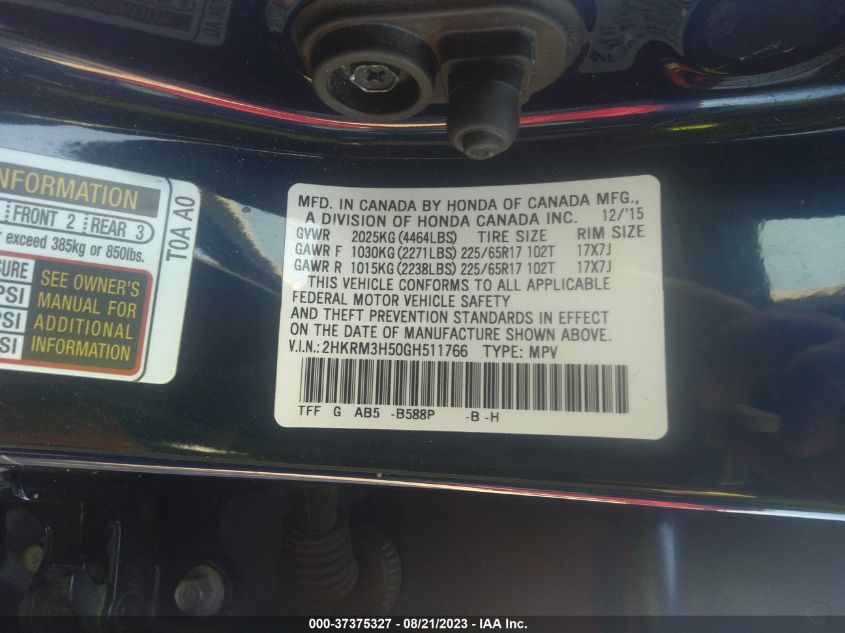 NFORMATION
FRONT 2 REAR 3
exceed 385kg or 850lbs.
SURE
PSI
PSI
PSI
SEE OWNER'S
MANUAL FOR
ADDITIONAL
INFORMATION
T0A A0
MFD. IN CANADA BY HONDA OF CANADA MFG.,
A DIVISION OF HONDA CANADA INC. 12/'15
GVWR 2025KG (4464LBS) TIRE SIZE RIM SIZE
GAWR F 1030KG (2271LBS) 225/65R17 102T 17X7J
GAWR R 1015KG (2238LBS) 225/65R17 102T 17X7J
THIS VEHICLE CONFORMS TO ALL APPLICABLE
FEDERAL MOTOR VEHICLE SAFETY
AND THEFT PREVENTION STANDARDS IN EFFECT
ON THE DATE OF MANUFACTURE SHOWN ABOVE.
V.I.N.: 2HKRM3H50GH511766 TYPE: MPV
TFF G AB5 -B588P -B -H
000-37375327 - 08/21/2023 - IAA Inc.